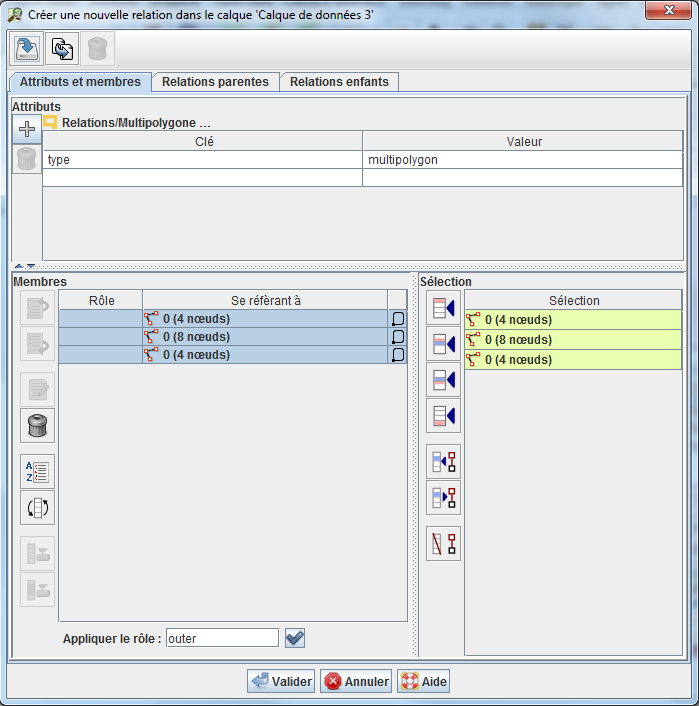 Créer une nouvelle relation dans le calque 'Calque de données 3'
Attributs et membres
Relations parentes
Relations enfants
Attributs
Relations/Multipolygone ...
Clé Valeur
type multipolygon
Membres
Rôle Se réfèrant à
0 (4 nœuds)
0 (8 nœuds)
0 (4 nœuds)
Appliquer le rôle : outer
Sélection
Sélection
0 (4 nœuds)
0 (8 nœuds)
0 (4 nœuds)
Valider
Annuler
Aide